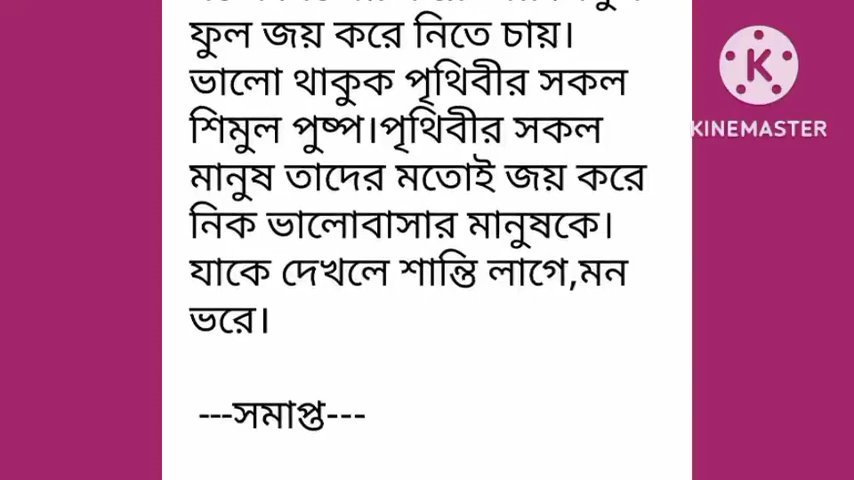 ফুল জয় করে নিতে চায়।
ভালো থাকুক পৃথিবীর সকল
শিমুল পুষ্প।পৃথিবীর সকল
মানুষ তাদের মতোই জয় করে
নিক ভালোবাসার মানুষকে।
যাকে দেখলে শান্তি লাগে,মন
ভরে।
---সমাপ্ত---
KINEMASTER